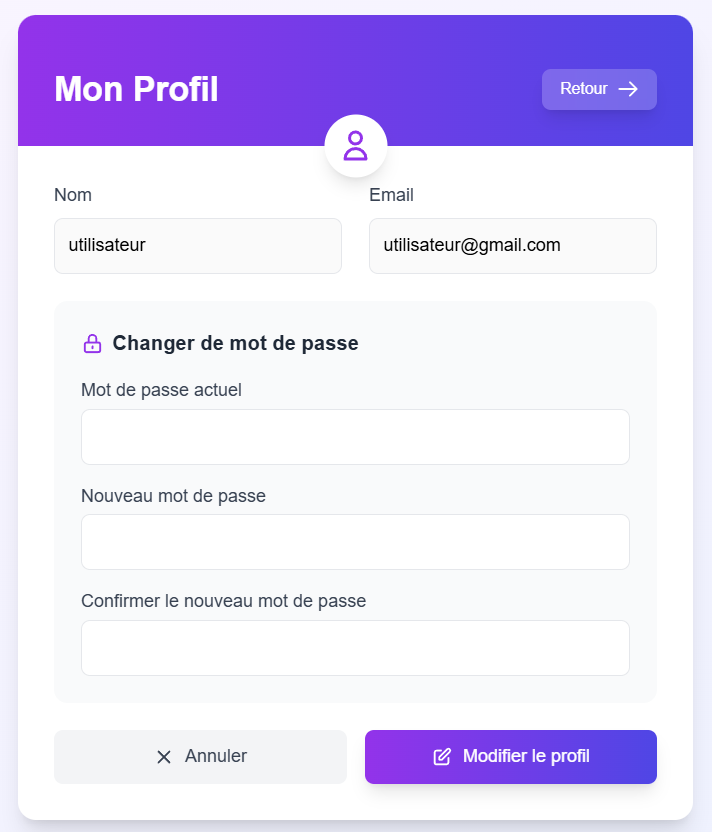 Mon Profil
Retour
Nom
Email
utilisateur
utilisateur@gmail.com
Changer de mot de passe
Mot de passe actuel
Nouveau mot de passe
Confirmer le nouveau mot de passe
Annuler
Modifier le profil